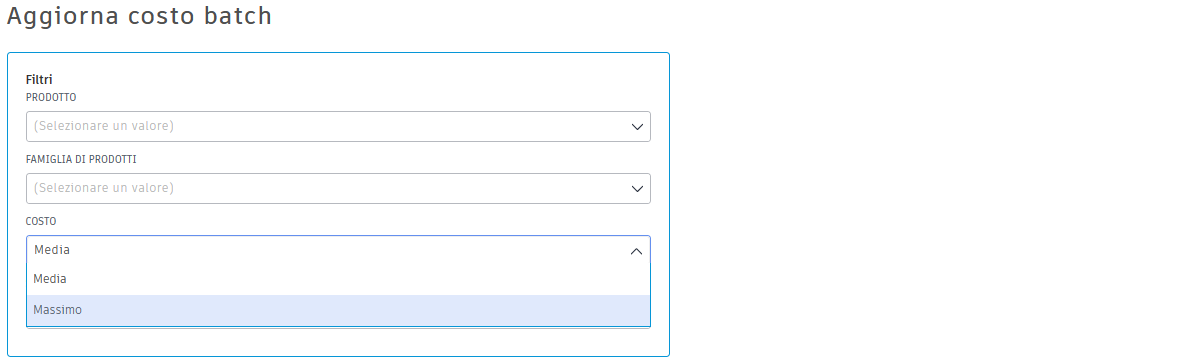 Aggiorna costo batch
Filtri
PRODOTTO
(Selezionare un valore)
FAMIGLIA DI PRODOTTI
(Selezionare un valore)
COSTO
Media
Media
Massimo